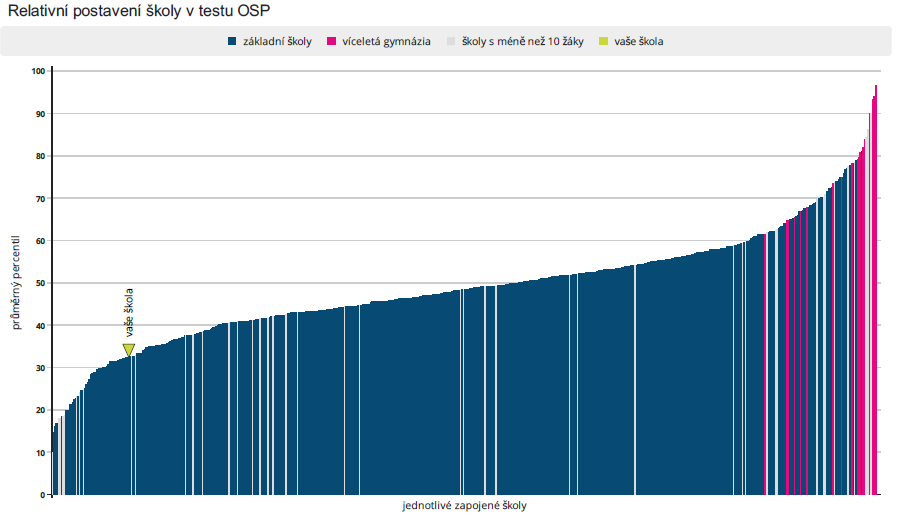 Relativní postavení školy v testu OSP
základní školy víceletá gymnázia školy s méně než 10 žáky vaše škola
100
90
80
70
60
50
40
30
20
10
0
průměrný percentil
vaše škola
jednotlivé zapojené školy